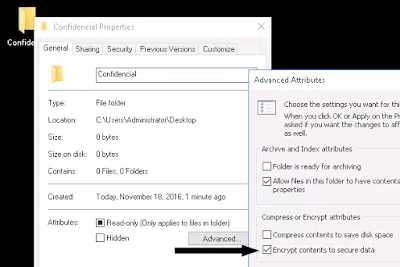 Confide
Confidencial Properties
General Sharing Security Previous Versions Customize
Confidencial
Type: File folder
Location: C:\Users\Administrator\Desktop
Size: 0 bytes
Size on disk: 0 bytes
Contains: 0 Files, 0 Folders
Created: Today, November 18, 2016, 1 minute ago
Attributes: Read-only (Only applies to files in folder)
Hidden Advanced...
Advanced Attributes
Choose the settings you want for this
When you click OK or Apply on the Pr
asked if you want the changes to affe
as well.
Archive and Index attributes
Folder is ready for archiving
Allow files in this folder to have contents
properties
Compress or Encrypt attributes
Compress contents to save disk space
Encrypt contents to secure data